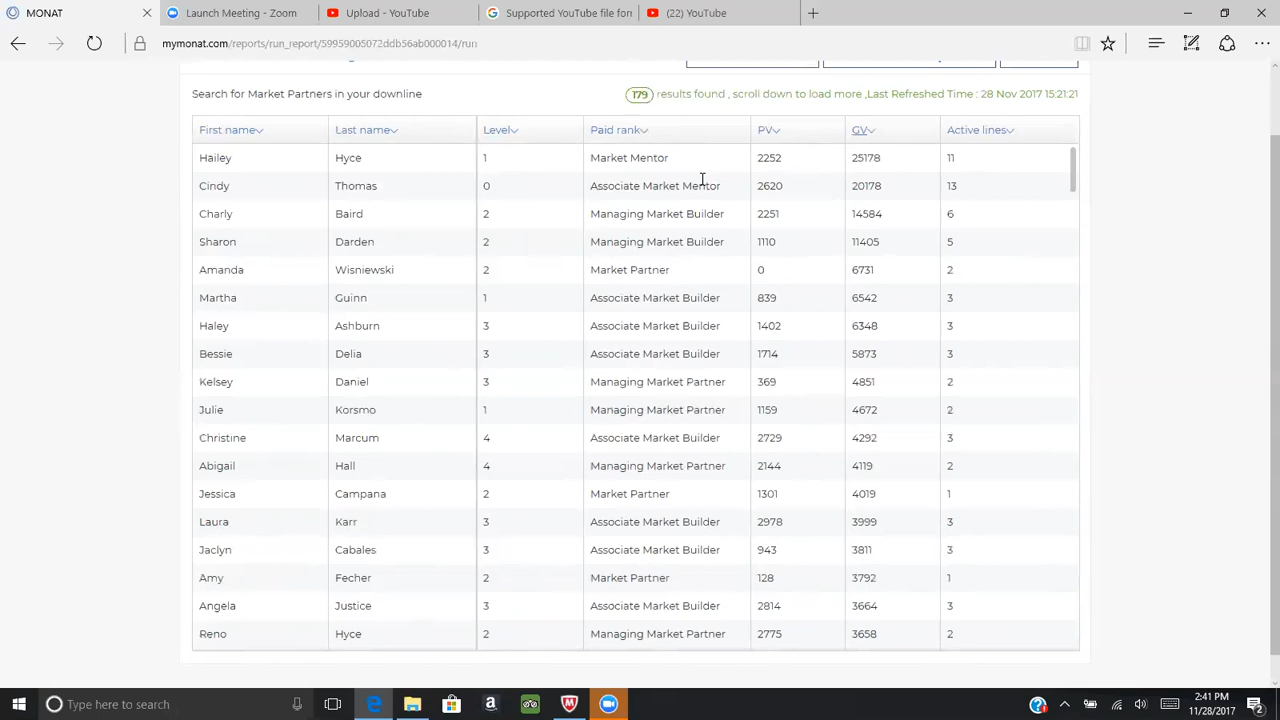 MONAT
Launch Meeting - Zoom
Upload - YouTube
Supported YouTube file for
(22) YouTube
mymonat.com/reports/run_report/59959005072ddb56ab000014/run
Search for Market Partners in your downline
179 results found , scroll down to load more ,Last Refreshed Time : 28 Nov 2017 15:21:21
First name Last name Level Paid rank PV GV Active lines
Hailey Hyce 1 Market Mentor 2252 25178 11
Cindy Thomas 0 Associate Market Mentor 2620 20178 13
Charly Baird 2 Managing Market Builder 2251 14584 6
Sharon Darden 2 Managing Market Builder 1110 11405 5
Amanda Wisniewski 2 Market Partner 0 6731 2
Martha Guinn 1 Associate Market Builder 839 6542 3
Haley Ashburn 3 Associate Market Builder 1402 6348 3
Bessie Delia 3 Associate Market Builder 1714 5873 3
Kelsey Daniel 3 Managing Market Partner 369 4851 2
Julie Korsmo 1 Managing Market Partner 1159 4672 2
Christine Marcum 4 Associate Market Builder 2729 4292 3
Abigail Hall 4 Managing Market Partner 2144 4119 2
Jessica Campana 2 Market Partner 1301 4019 1
Laura Karr 3 Associate Market Builder 2978 3999 3
Jaclyn Cabales 3 Associate Market Builder 943 3811 3
Amy Fecher 2 Market Partner 128 3792 1
Angela Justice 3 Associate Market Builder 2814 3664 3
Reno Hyce 2 Managing Market Partner 2775 3658 2
Type here to search
2:41 PM
11/28/2017